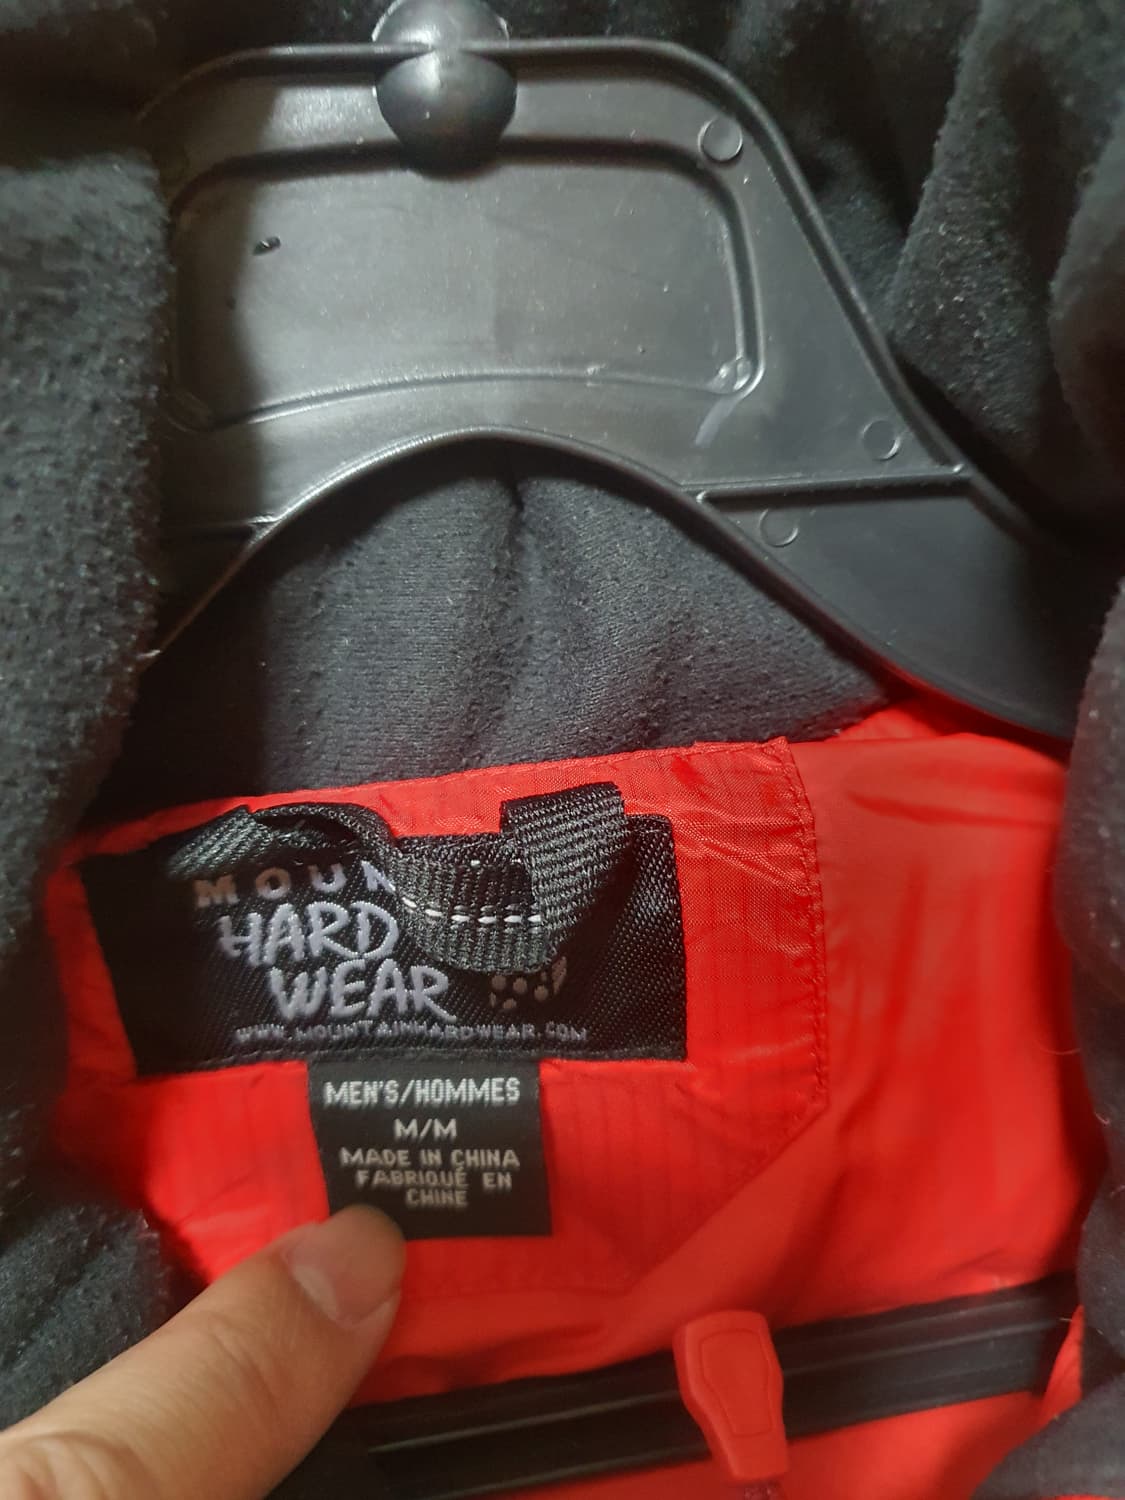 MOUN
HARD
WEAR
WWW.MOUNTAINHARDWEAR.COM
MEN'S/HOMMES
M/M
MADE IN CHINA
FABRIQUÉ EN
CHINE